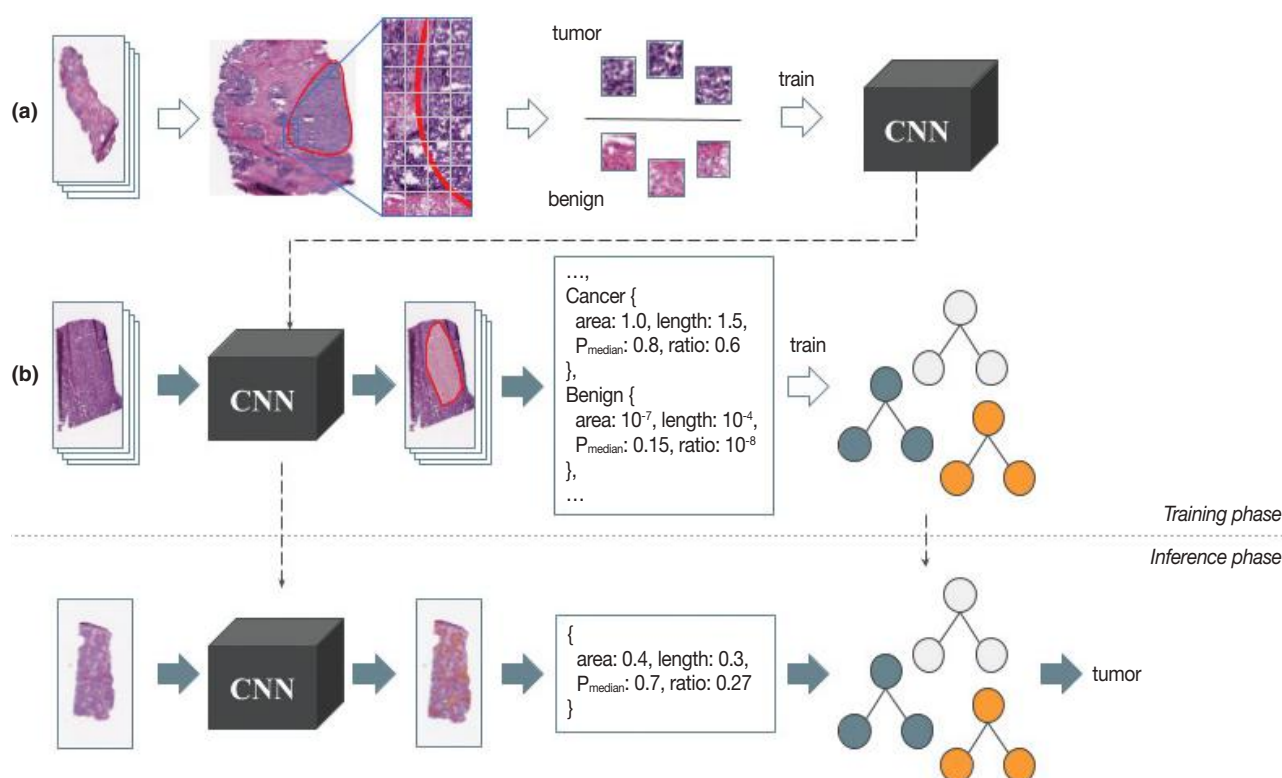 tumor
train
(a)
CNN
benign
…,
Cancer {
area: 1.0, length: 1.5,
Pmedian: 0.8, ratio: 0.6
},
train
(b)
CNN
Benign {
area: 10-7, length: 10-4,
Pmedian: 0.15, ratio: 10-8
},
…
Training phase
Inference phase
{
area: 0.4, length: 0.3,
CNN
Pmedian: 0.7, ratio: 0.27
}
tumor